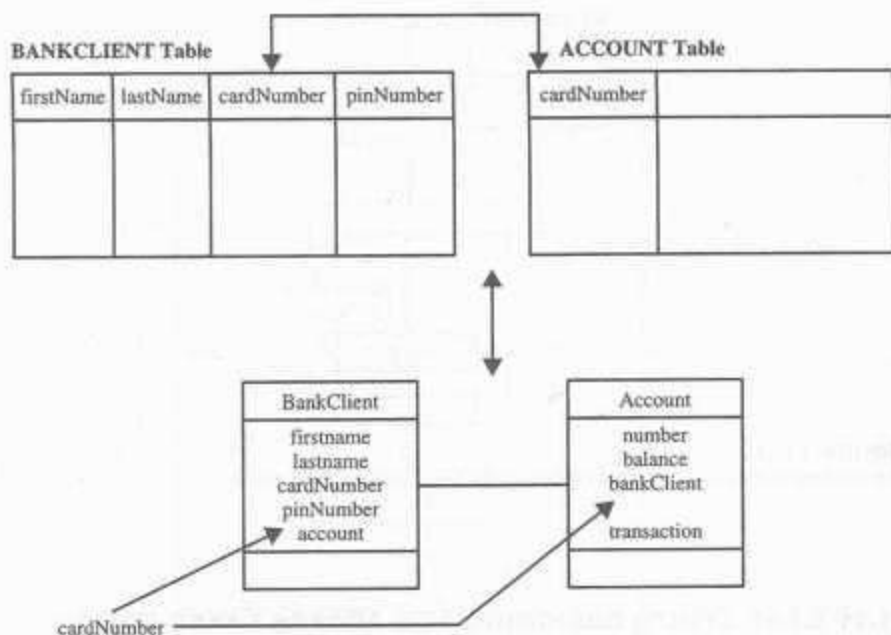 BANKCLIENT Table
ACCOUNT Table
firstName lastName cardNumber pinNumber
cardNumber
BankClient
firstname
lastname
cardNumber
pinNumber
account
Account
number
balance
bankClient
transaction
cardNumber